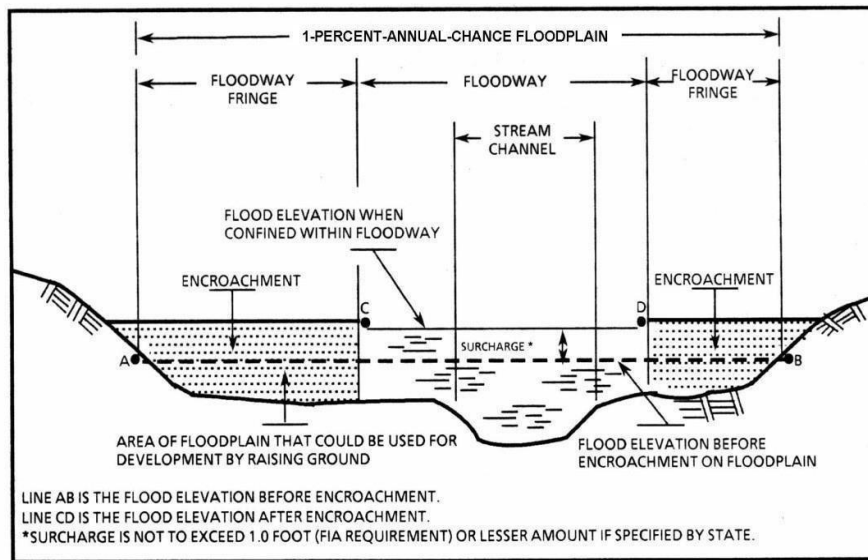 1-PERCENT-ANNUAL-CHANCE FLOODPLAIN
FLOODWAY
FRINGE
FLOODWAY
FLOODWAY
FRINGE
STREAM
CHANNEL
FLOOD ELEVATION WHEN
CONFINED WITHIN FLOODWAY
ENCROACHMENT
ENCROACHMENT
C
D
SURCHARGE *
A
B
AREA OF FLOODPLAIN THAT COULD BE USED FOR
DEVELOPMENT BY RAISING GROUND
FLOOD ELEVATION BEFORE
ENCROACHMENT ON FLOODPLAIN
LINE AB IS THE FLOOD ELEVATION BEFORE ENCROACHMENT.
LINE CD IS THE FLOOD ELEVATION AFTER ENCROACHMENT.
*SURCHARGE IS NOT TO EXCEED 1.0 FOOT (FIA REQUIREMENT) OR LESSER AMOUNT IF SPECIFIED BY STATE.